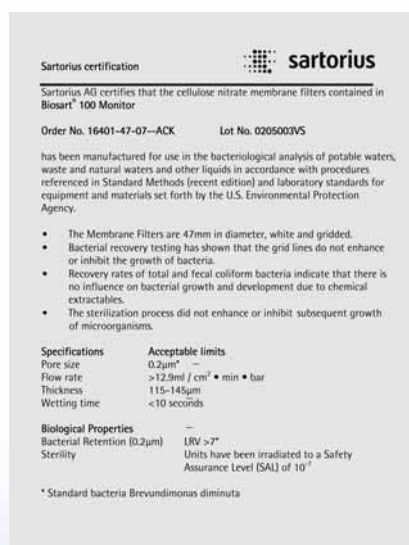 sartorius
Sartorius certification
Sartorius AG certifies that the cellulose nitrate membrane filters contained in
Biosart® 100 Monitor
Order No. 16401-47-07--ACK Lot No. 0205003VS
has been manufactured for use in the bacteriological analysis of potable waters,
waste and natural waters and other liquids in accordance with procedures
referenced in Standard Methods (recent edition) and laboratory standards for
equipment and materials set forth by the U.S. Environmental Protection
Agency.
• The Membrane Filters are 47mm in diameter, white and gridded.
• Bacterial recovery testing has shown that the grid lines do not enhance
or inhibit the growth of bacteria.
• Recovery rates of total and fecal coliform bacteria indicate that there is
no influence on bacterial growth and development due to chemical
extractables.
• The sterilization process did not enhance or inhibit subsequent growth
of microorganisms.
Specifications Acceptable limits
Pore size 0.2µm*
Flow rate >12.9ml / cm² • min • bar
Thickness 115-145µm
Wetting time <10 seconds
Biological Properties
Bacterial Retention (0.2µm) LRV >7*
Sterility Units have been irradiated to a Safety
Assurance Level (SAL) of
* Standard bacteria Brevundimonas diminuta